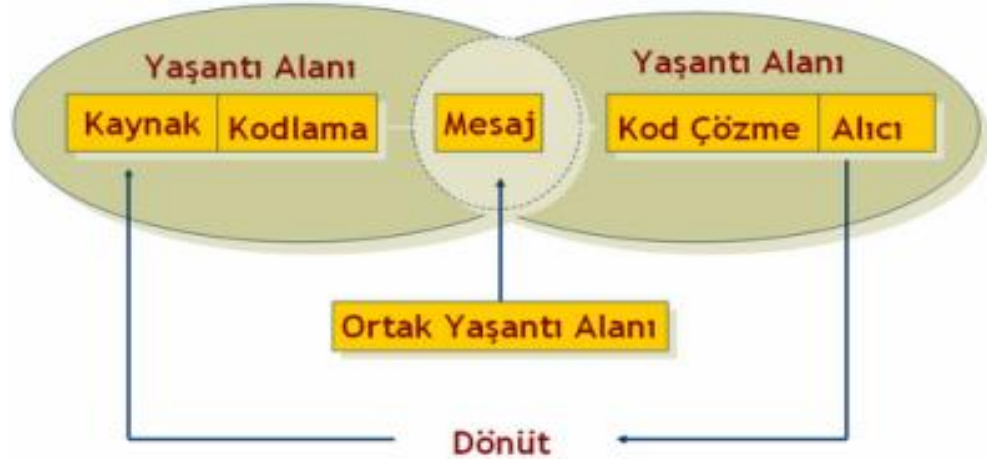 Yaşantı Alanı
Yaşantı Alanı
Kaynak
Kodlama
Mesaj
Kod Çözme
Alıcı
Ortak Yaşantı Alanı
Dönüt